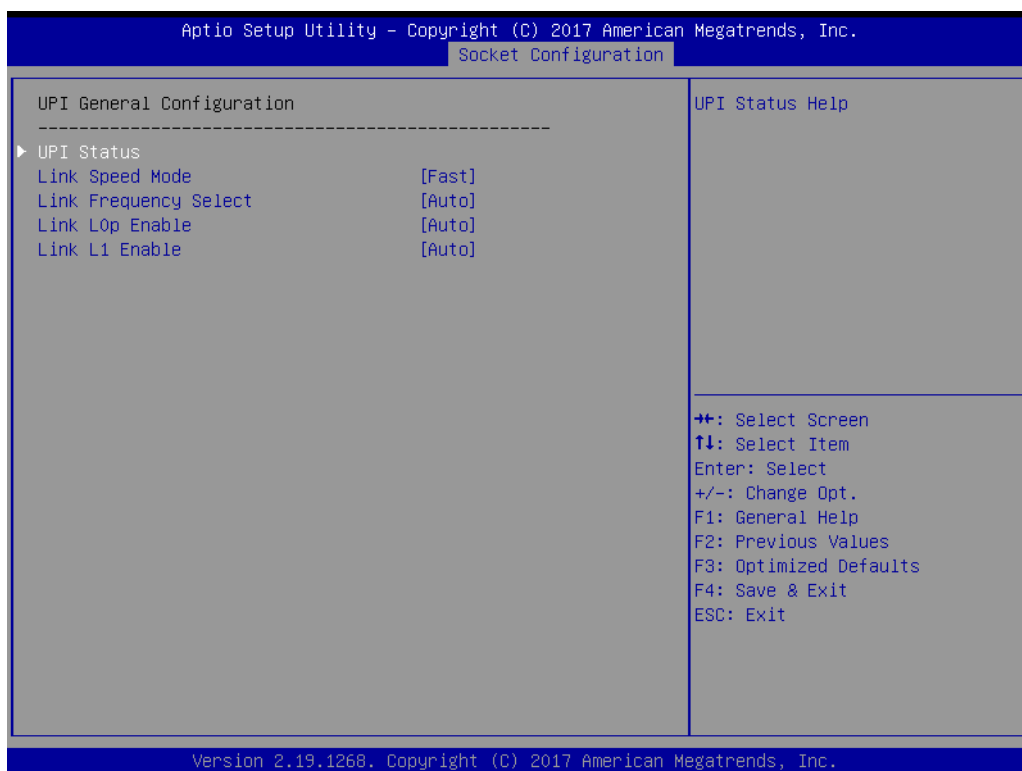 Aptio Setup Utility – Copyright (C) 2017 American Megatrends, Inc.
Socket Configuration
UPI General Configuration
--------------------------------------------------
UPI Status
Link Speed Mode [Fast]
Link Frequency Select [Auto]
Link L0p Enable [Auto]
Link L1 Enable [Auto]
UPI Status Help
→←: Select Screen
↑↓: Select Item
Enter: Select
+/-: Change Opt.
F1: General Help
F2: Previous Values
F3: Optimized Defaults
F4: Save & Exit
ESC: Exit
Version 2.19.1268. Copyright (C) 2017 American Megatrends, Inc.